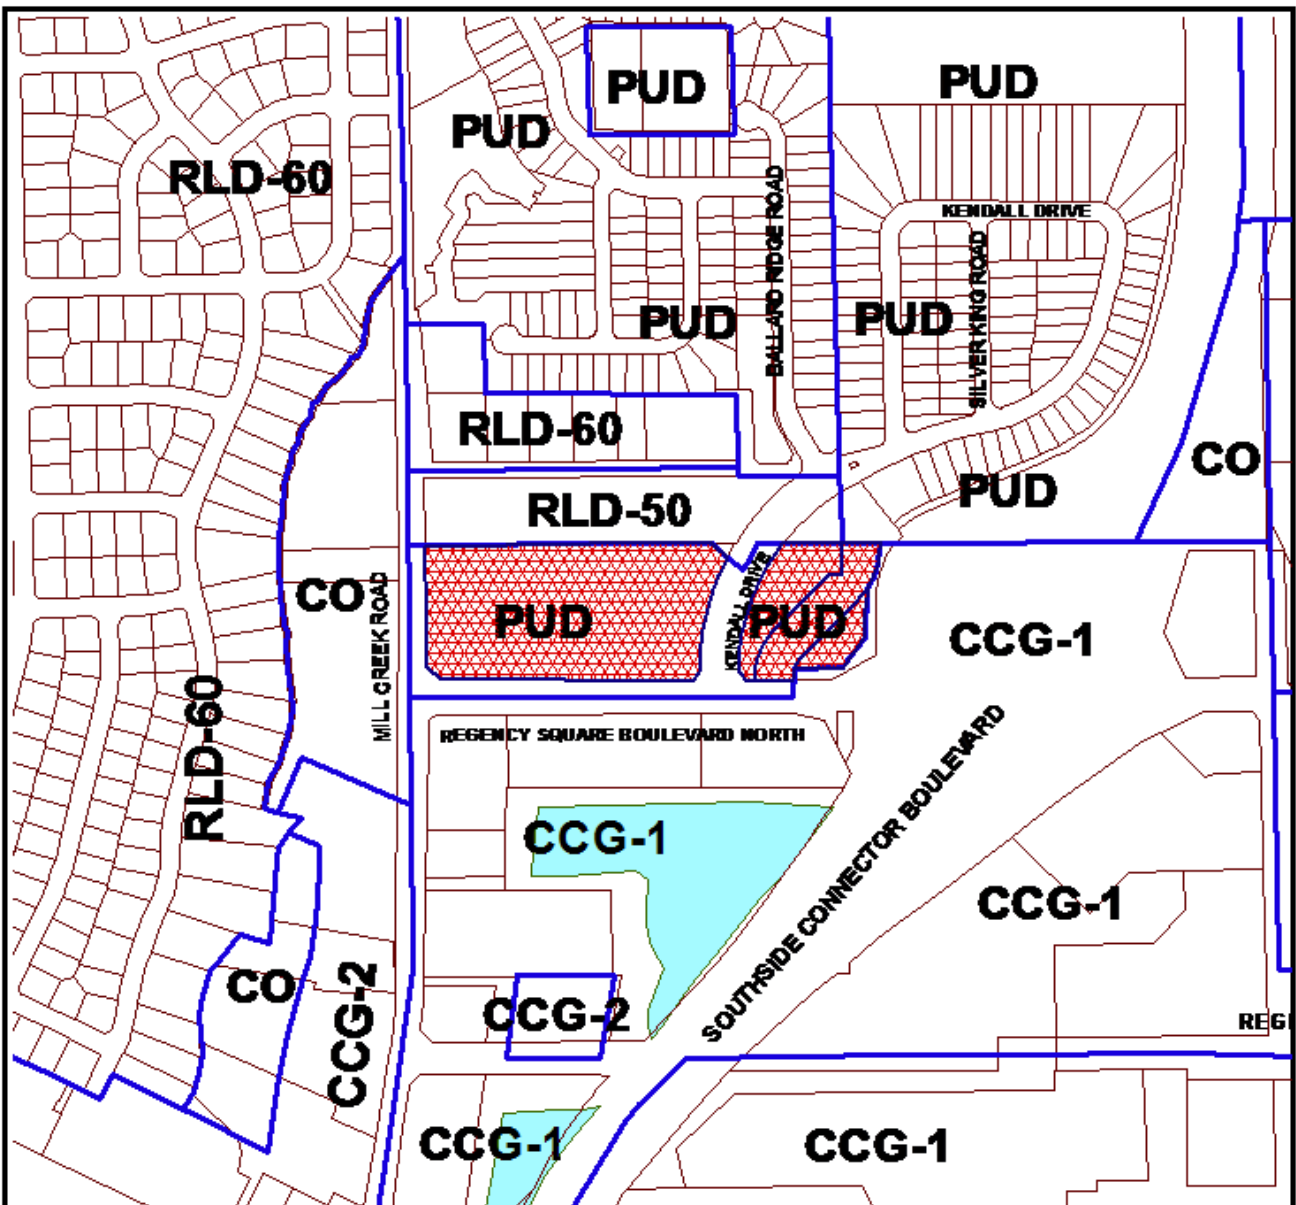 PUD
PUD
PUD
RLD-60
KENDALL DRIVE
BALLARD RIDGE ROAD
SILVER KING ROAD
PUD
PUD
RLD-60
CO
PUD
RLD-50
CO
PUD
KENDALL DRIVE
PUD
CCG-1
MILL CREEK ROAD
RLD-60
REGENCY SQUARE BOULEVARD NORTH
SOUTHSIDE CONNECTOR BOULEVARD
CCG-1
CCG-1
CO
CCG-2
CCG-2
REGI
CCG-1
CCG-1